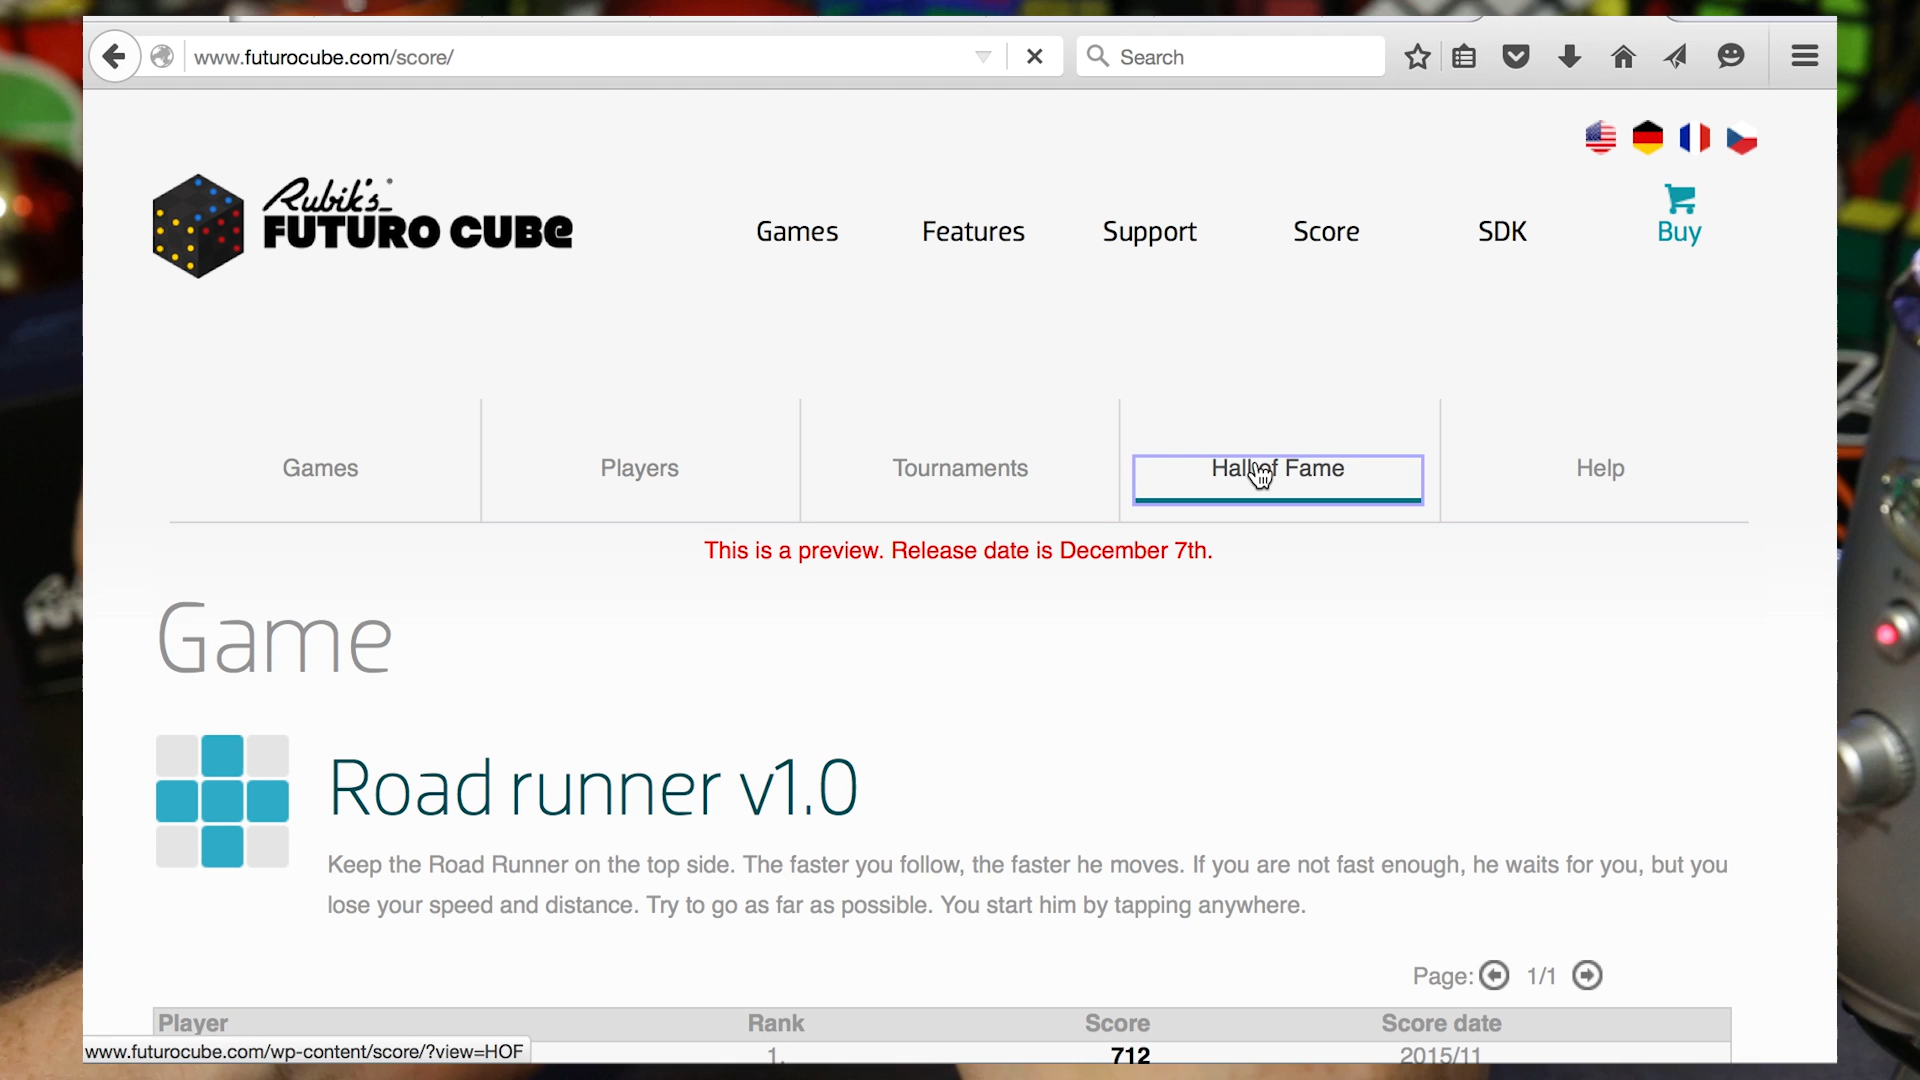 www.futurocube.com/score/
Search
Rubik's
FUTURO CUBE
Games Features Support Score SDK Buy
Games Players Tournaments Hall of Fame Help
This is a preview. Release date is December 7th.
Game
Road runner v1.0
Keep the Road Runner on the top side. The faster you follow, the faster he moves. If you are not fast enough, he waits for you, but you
lose your speed and distance. Try to go as far as possible. You start him by tapping anywhere.
Page: 1/1
Player Rank Score Score date
1. 712 2015/11
www.futurocube.com/wp-content/score/?view=HOF